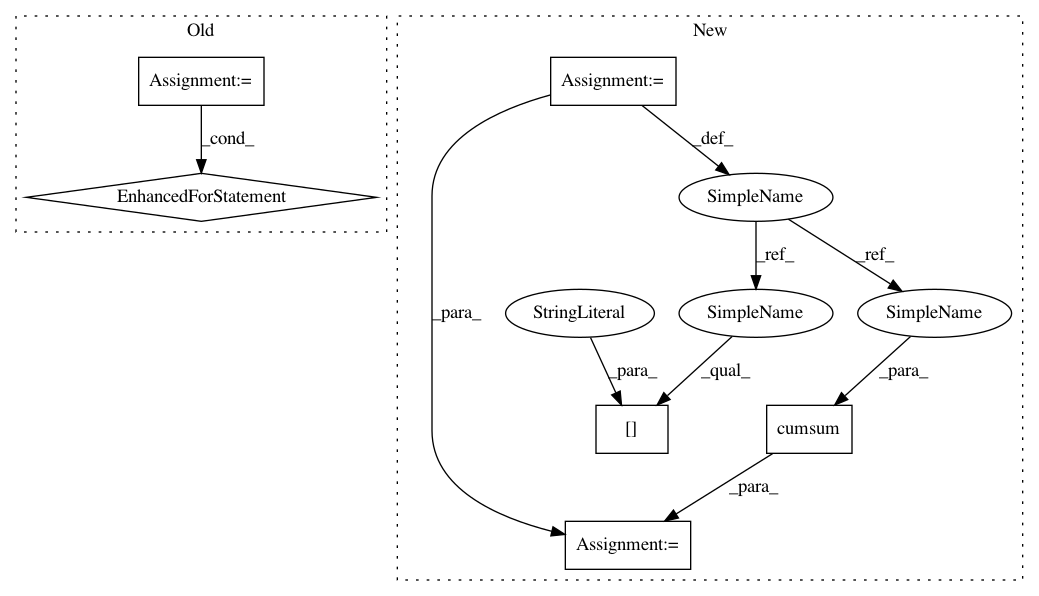 Old
New
Assignment:=
Assignment:=
_cond_
_def_
EnhancedForStatement
SimpleName
_ref_
_ref_
_para_
StringLiteral
SimpleName
SimpleName
_para_
_qual_
_para_
[]
cumsum
_para_
Assignment:=